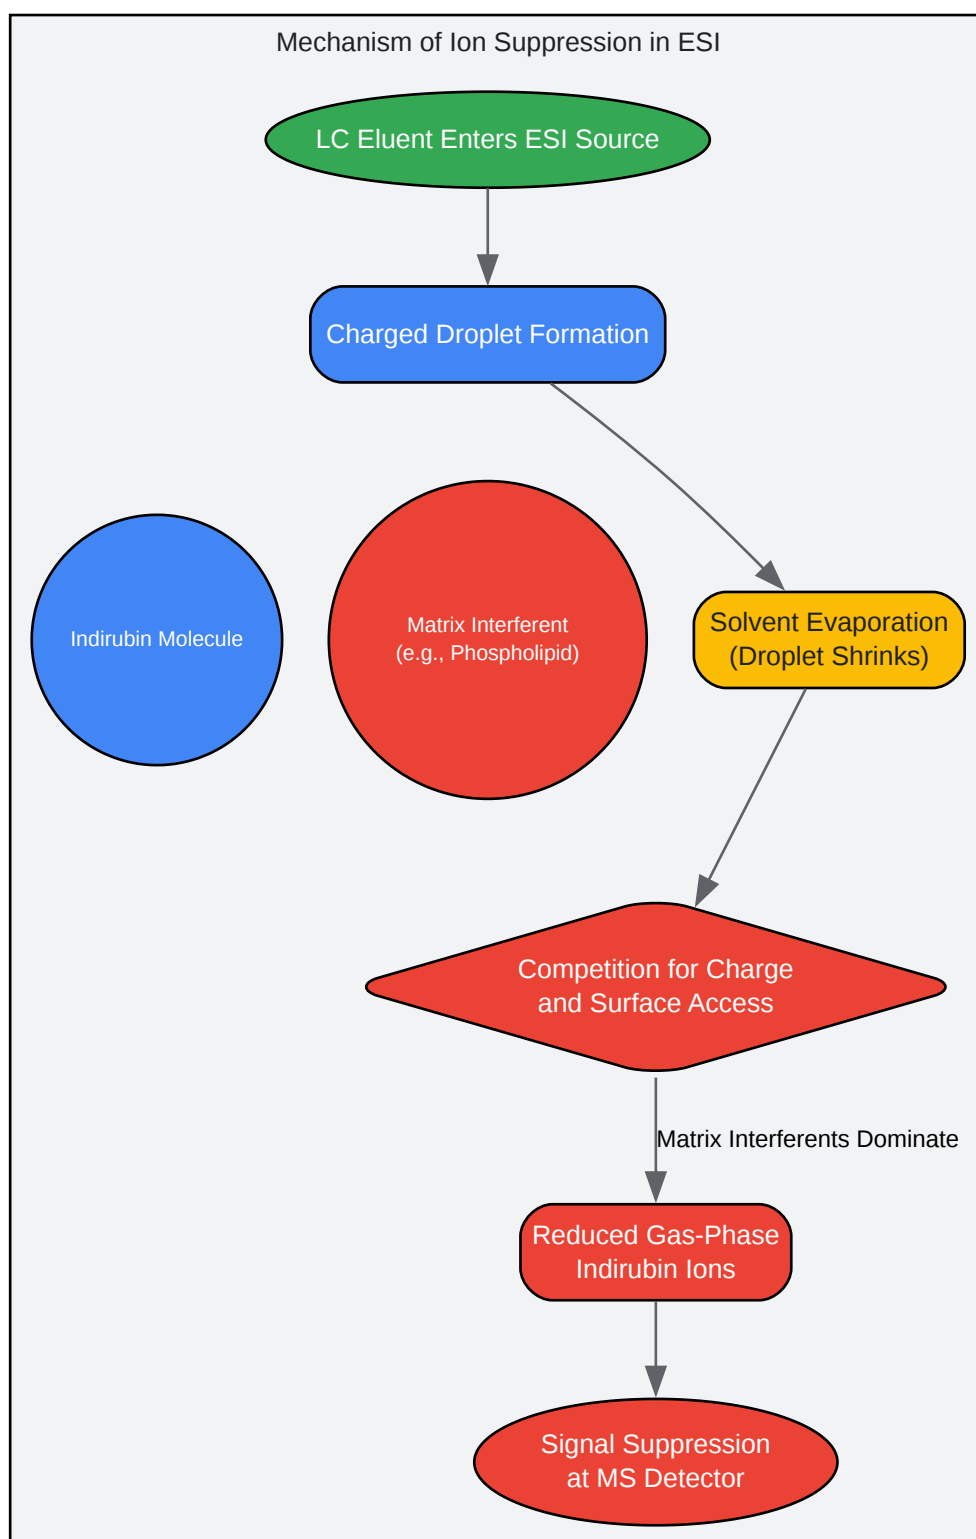 Mechanism of Ion Suppression in ESI
LC Eluent Enters ESI Source
Charged Droplet Formation
Indirubin Molecule
Matrix Interferent
(e.g., Phospholipid)
Solvent Evaporation
(Droplet Shrinks)
Competition for Charge
and Surface Access
Matrix Interferents Dominate
Reduced Gas-Phase
Indirubin Ions
Signal Suppression
at MS Detector